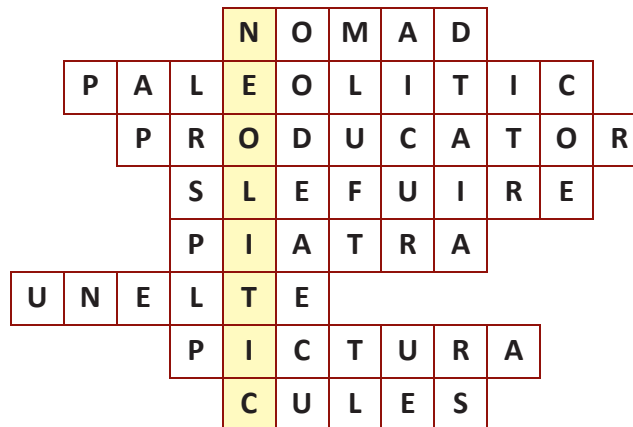 NOMAD
PALEOLITIC
PRODUCATOR
SLEFUIRE
PIATRA
UNELTE
PICTURA
CULES